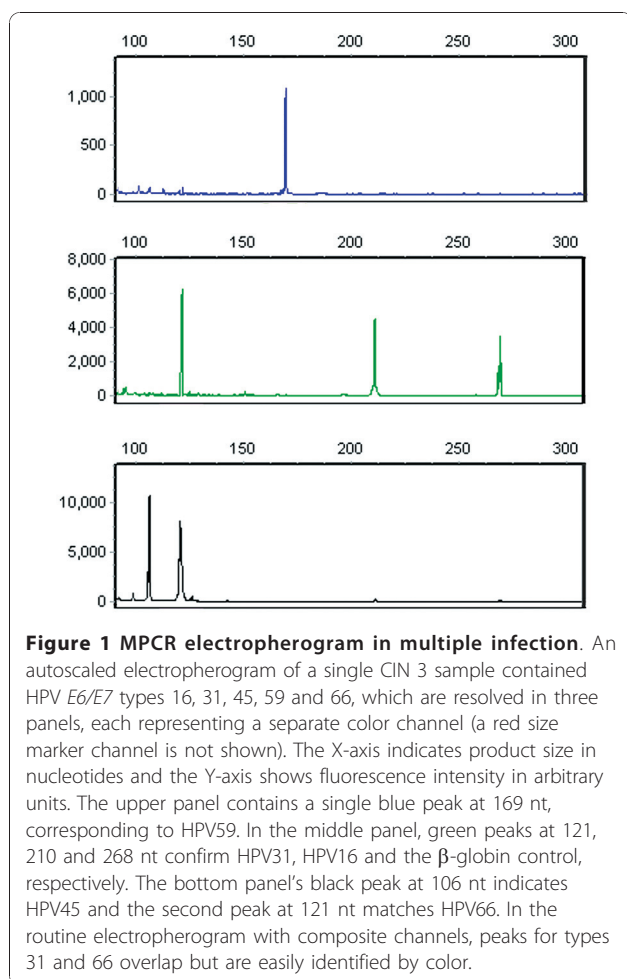 100 150 200 250 300
1,000
500
0
100 150 200 250 300
8,000
6,000
4,000
2,000
0
100 150 200 250 300
10,000
5,000
0
Figure 1 MPCR electropherogram in multiple infection. An
autoscaled electropherogram of a single CIN 3 sample contained
HPV E6/E7 types 16, 31, 45, 59 and 66, which are resolved in three
panels, each representing a separate color channel (a red size
marker channel is not shown). The X-axis indicates product size in
nucleotides and the Y-axis shows fluorescence intensity in arbitrary
units. The upper panel contains a single blue peak at 169 nt,
corresponding to HPV59. In the middle panel, green peaks at 121,
210 and 268 nt confirm HPV31, HPV16 and the β-globin control,
respectively. The bottom panel's black peak at 106 nt indicates
HPV45 and the second peak at 121 nt matches HPV66. In the
routine electropherogram with composite channels, peaks for types
31 and 66 overlap but are easily identified by color.